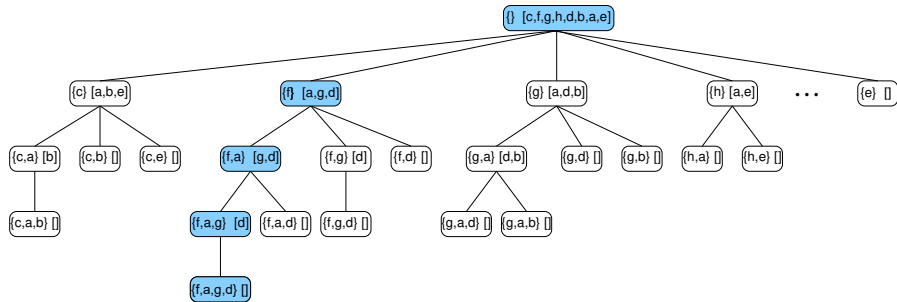 {} [c,f,g,h,d,b,a,e]
{c} [a,b,e]
{f} [a,g,d]
{g} [a,d,b]
{h} [a,e]
...
{e} []
{c,a} [b]
{c,b} []
{c,e} []
{f,a} [g,d]
{f,g} [d]
{f,d} []
{g,a} [d,b]
{g,d} []
{g,b} []
{h,a} []
{h,e} []
{c,a,b} []
{f,a,g} [d]
{f,a,d} []
{f,g,d} []
{g,a,d} []
{g,a,b} []
{f,a,g,d} []